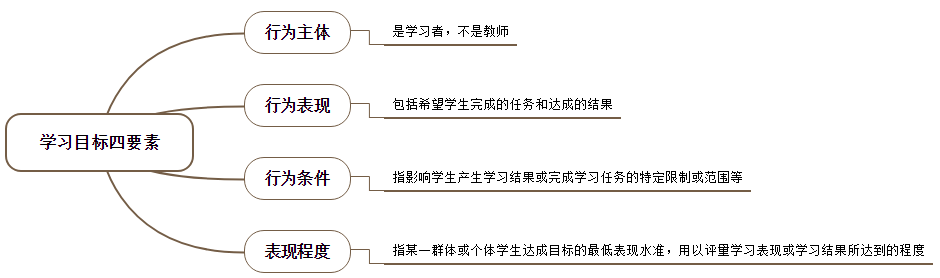 学习目标四要素
行为主体
是学习者，不是教师
行为表现
包括希望学生完成的任务和达成的结果
行为条件
指影响学生产生学习结果或完成学习任务的特定限制或范围等
表现程度
指某一群体或个体学生达成目标的最低表现水准，用以评量学习表现或学习结果所达到的程度